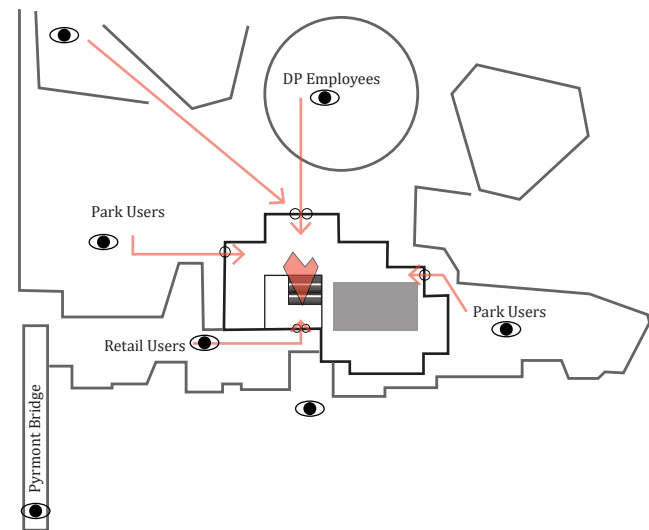 DP Employees
Park Users
Park Users
Retail Users
Pyrmont Bridge